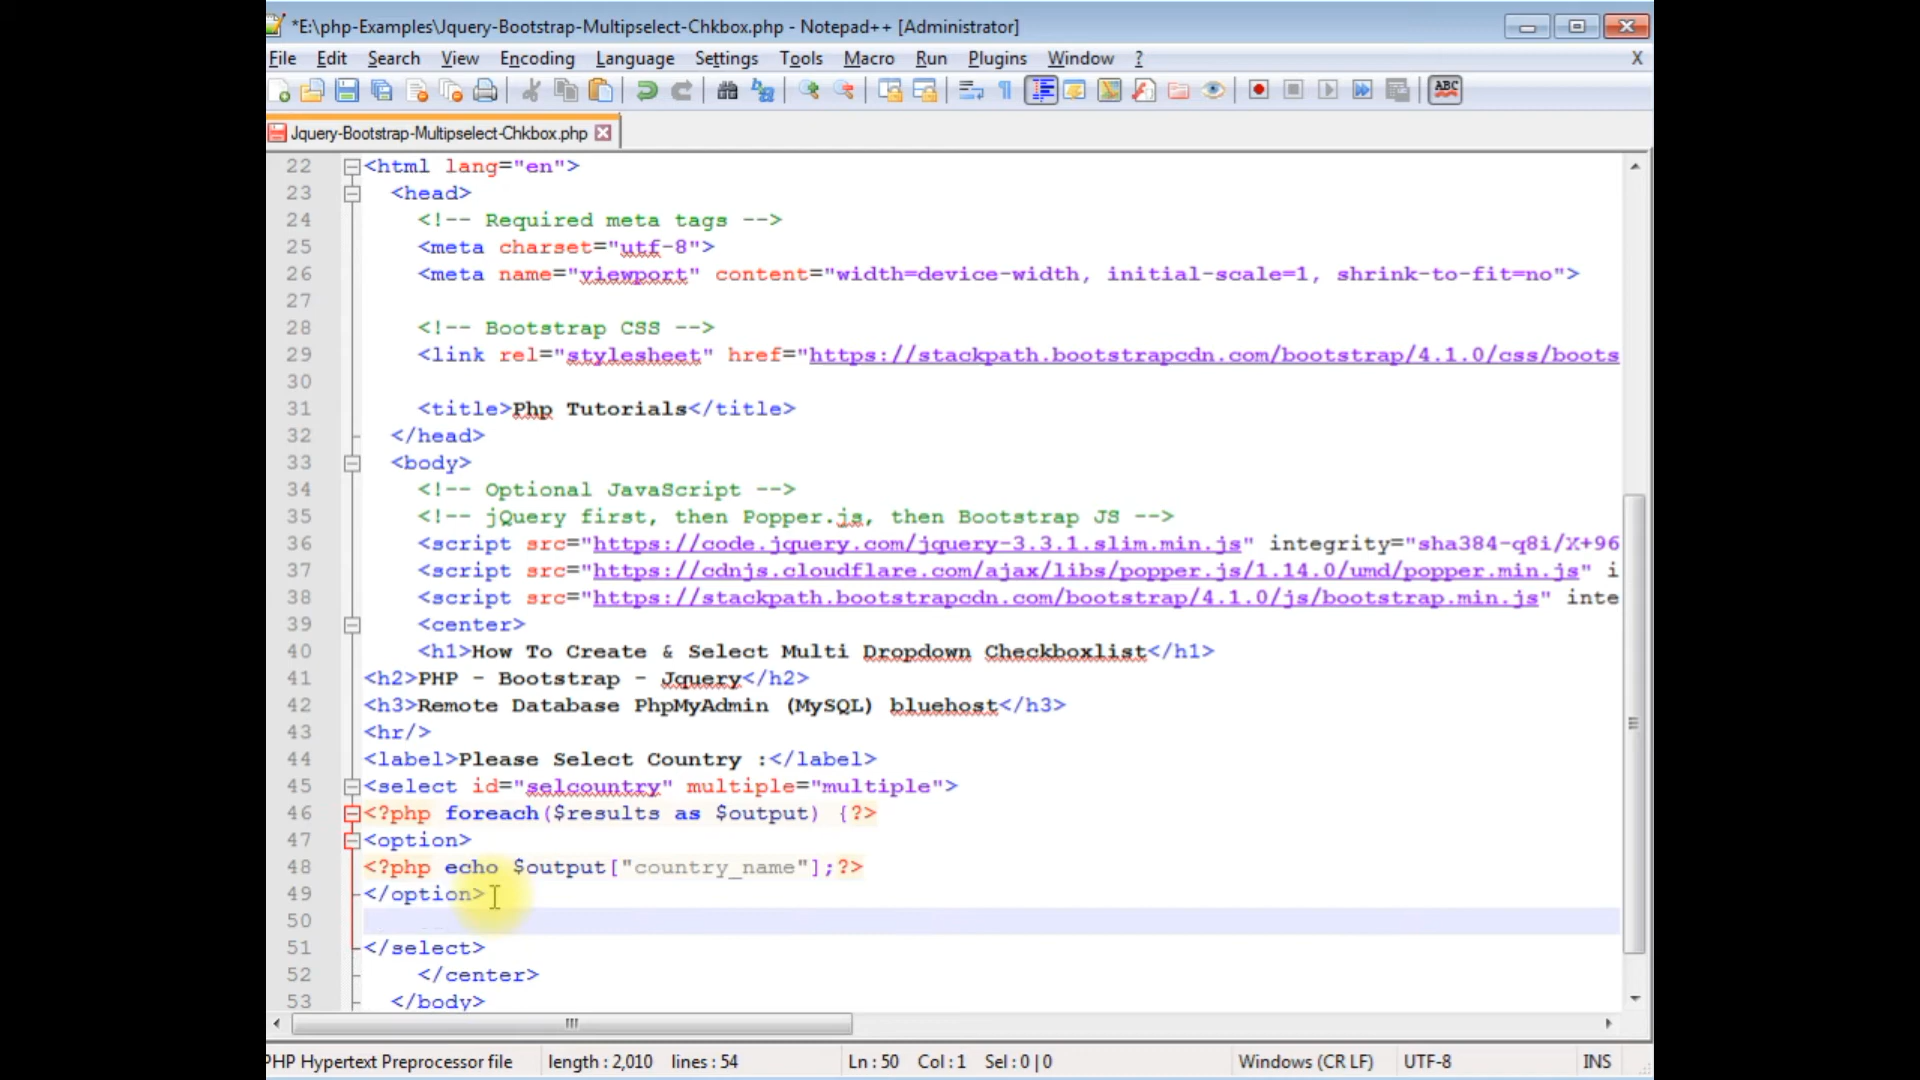 *E:\php-Examples\Jquery-Bootstrap-Multipselect-Chkbox.php - Notepad++ [Administrator]
File Edit Search View Encoding Language Settings Tools Macro Run Plugins Window ? X
ABC
Jquery-Bootstrap-Multipselect-Chkbox.php
22 <html lang="en">
23 <head>
24 <!-- Required meta tags -->
25 <meta charset="utf-8">
26 <meta name="viewport" content="width=device-width, initial-scale=1, shrink-to-fit=no">
27
28 <!-- Bootstrap CSS -->
29 <link rel="stylesheet" href="https://stackpath.bootstrapcdn.com/bootstrap/4.1.0/css/boots
30
31 <title>Php Tutorials</title>
32 </head>
33 <body>
34 <!-- Optional JavaScript -->
35 <!-- jQuery first, then Popper.js, then Bootstrap JS -->
36 <script src="https://code.jquery.com/jquery-3.3.1.slim.min.js" integrity="sha384-q8i/X+96
37 <script src="https://cdnjs.cloudflare.com/ajax/libs/popper.js/1.14.0/umd/popper.min.js" i
38 <script src="https://stackpath.bootstrapcdn.com/bootstrap/4.1.0/js/bootstrap.min.js" inte
39 <center>
40 <h1>How To Create & Select Multi Dropdown Checkboxlist</h1>
41 <h2>PHP - Bootstrap - Jquery</h2>
42 <h3>Remote Database PhpMyAdmin (MySQL) bluehost</h3>
43 <hr/>
44 <label>Please Select Country :</label>
45 <select id="selcountry" multiple="multiple">
46 <?php foreach($results as $output) {?>
47 <option>
48 <?php echo $output["country_name"];?>
49 </option>
50
51 </select>
52 </center>
53 </body>
PHP Hypertext Preprocessor file length : 2,010 lines : 54 Ln : 50 Col : 1 Sel : 0 | 0 Windows (CR LF) UTF-8 INS